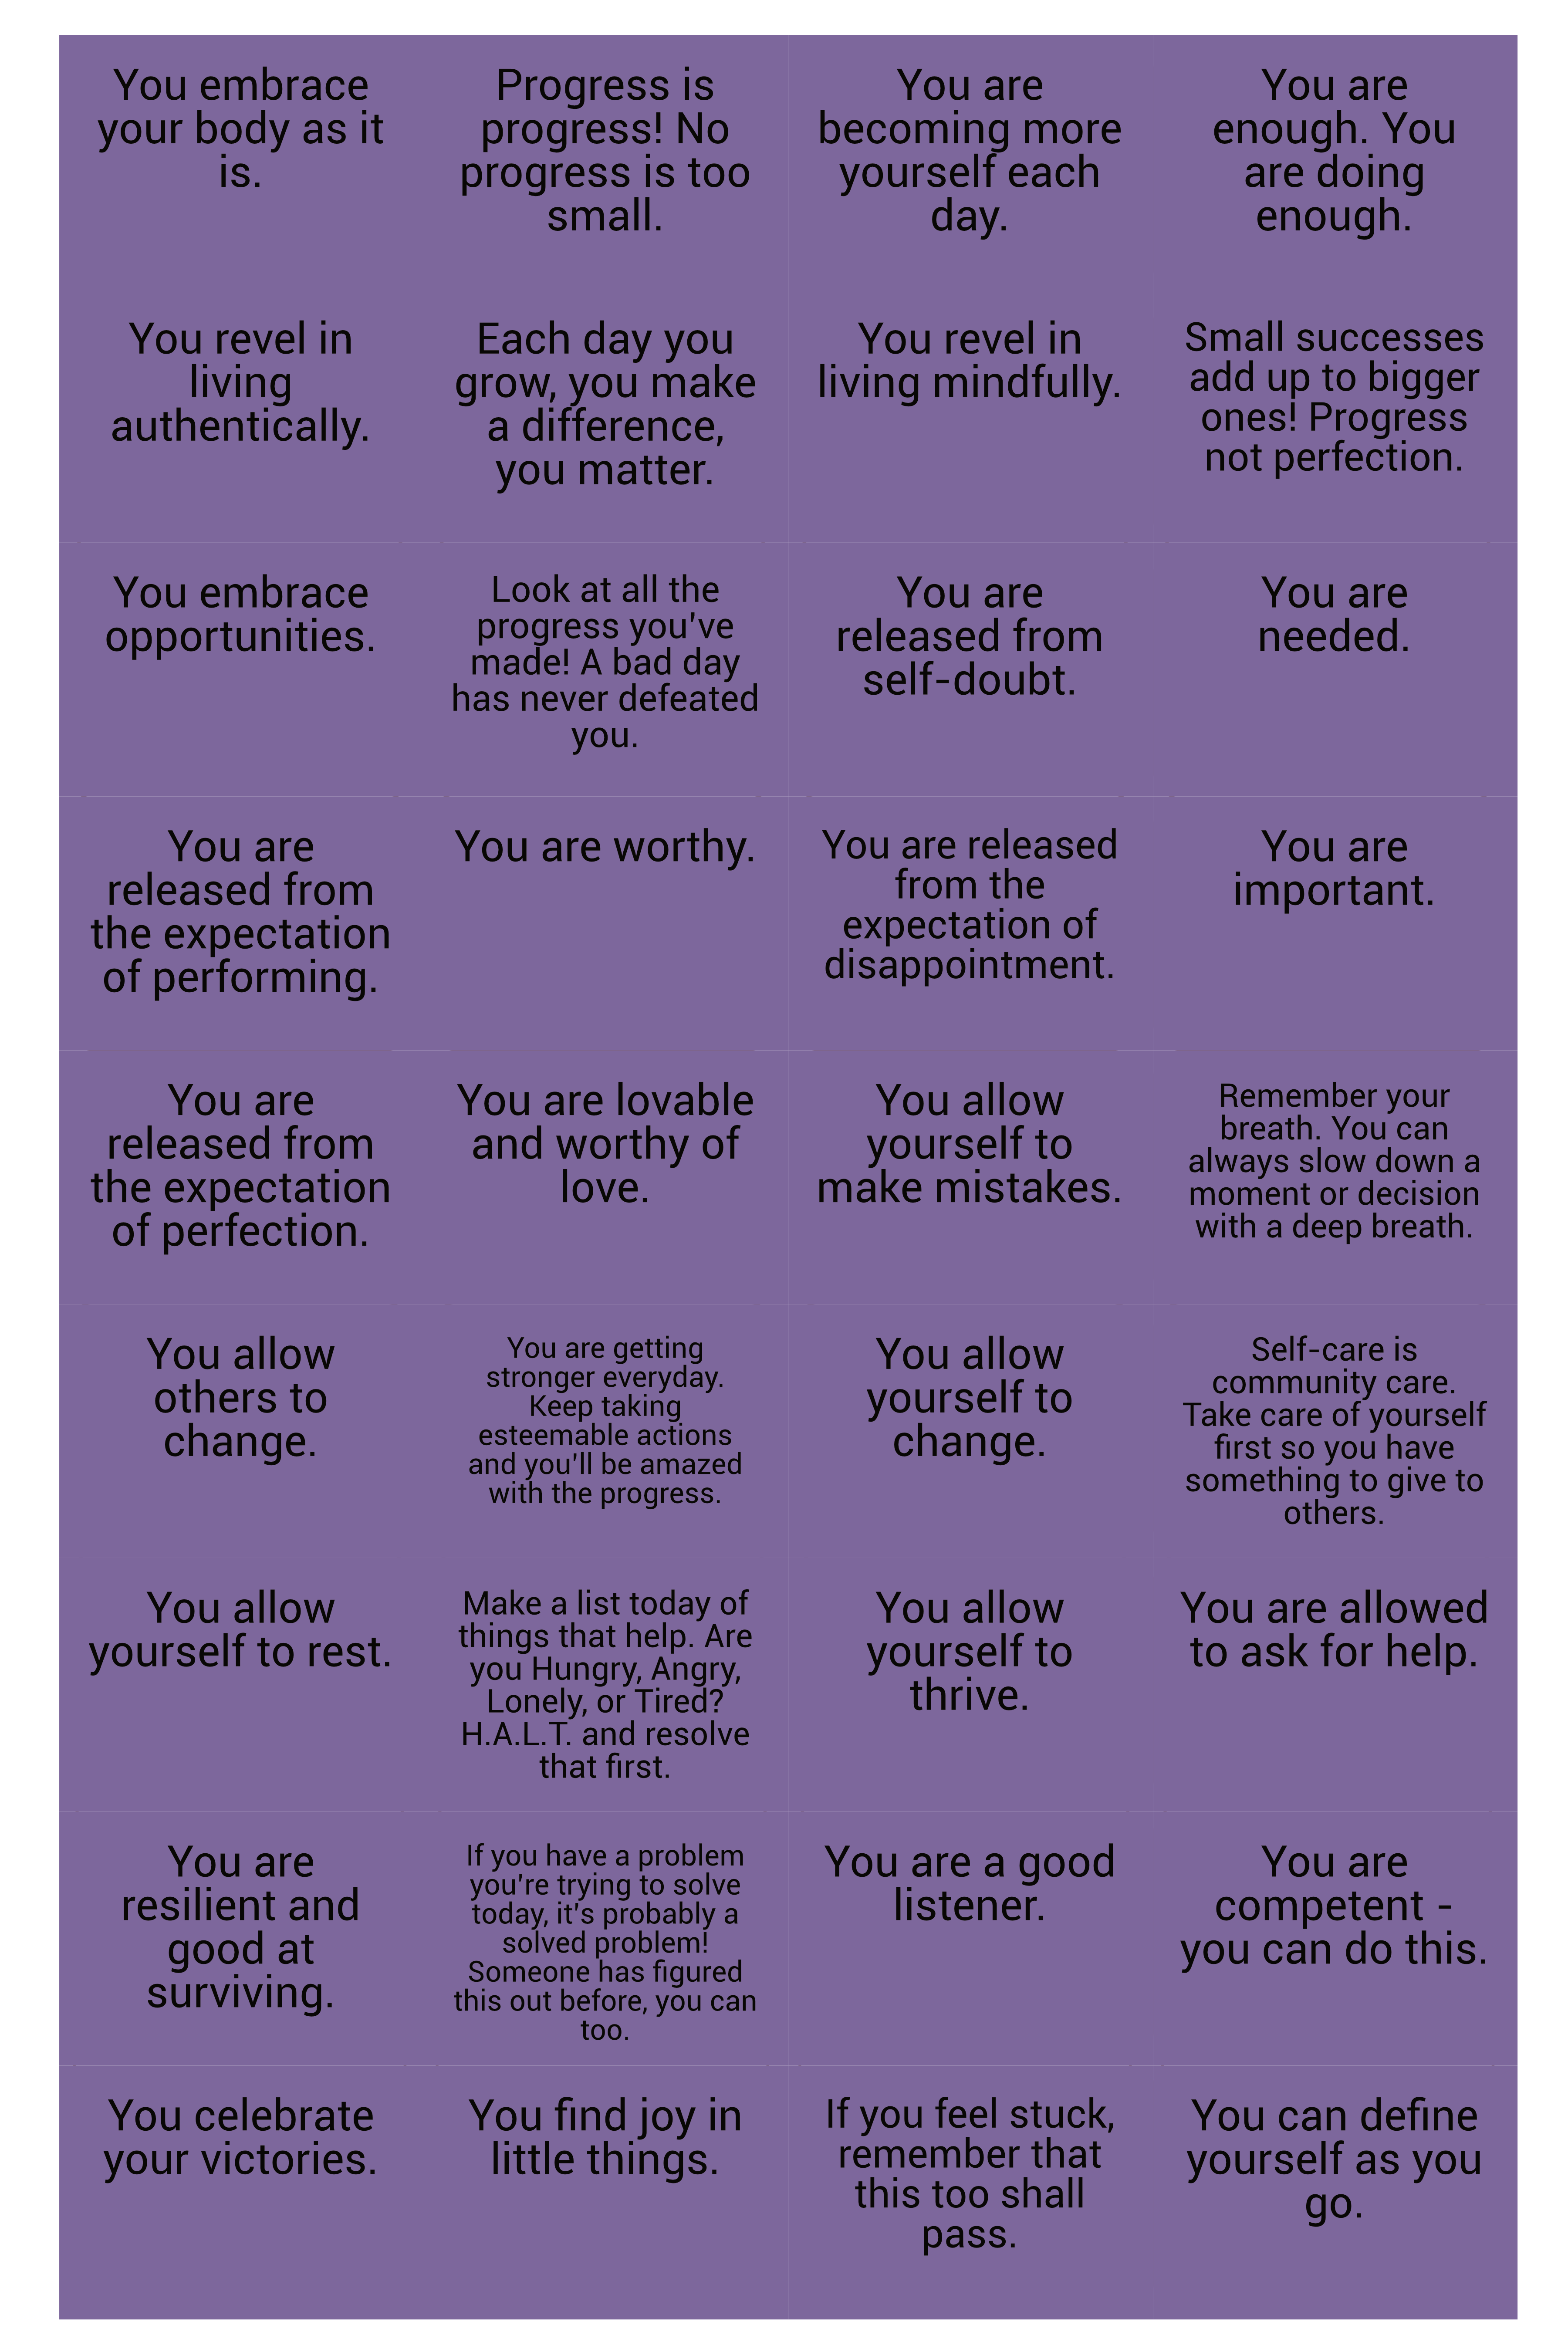 You embrace
your body as it
is.
Progress is
progress! No
progress is too
small.
You are
becoming more
yourself each
day.
You are
enough. You
are doing
enough.
You revel in
living
authentically.
Each day you
grow, you make
a difference,
you matter.
You revel in
living mindfully.
Small successes
add up to bigger
ones! Progress
not perfection.
You embrace
opportunities.
Look at all the
progress you've
made! A bad day
has never defeated
you.
You are
released from
self-doubt.
You are
needed.
You are
released from
the expectation
of performing.
You are worthy.
You are released
from the
expectation of
disappointment.
You are
important.
You are
released from
the expectation
of perfection.
You are lovable
and worthy of
love.
You allow
yourself to
make mistakes.
Remember your
breath. You can
always slow down a
moment or decision
with a deep breath.
You allow
others to
change.
You are getting
stronger everyday.
Keep taking
esteemable actions
and you'll be amazed
with the progress.
You allow
yourself to
change.
Self-care is
community care.
Take care of yourself
first so you have
something to give to
others.
You allow
yourself to rest.
Make a list today of
things that help. Are
you Hungry, Angry,
Lonely, or Tired?
H.A.L.T. and resolve
that first.
You allow
yourself to
thrive.
You are allowed
to ask for help.
You are
resilient and
good at
surviving.
If you have a problem
you're trying to solve
today, it's probably a
solved problem!
Someone has figured
this out before, you can
too.
You are a good
listener.
You are
competent -
you can do this.
You celebrate
your victories.
You find joy in
little things.
If you feel stuck,
remember that
this too shall
pass.
You can define
yourself as you
go.